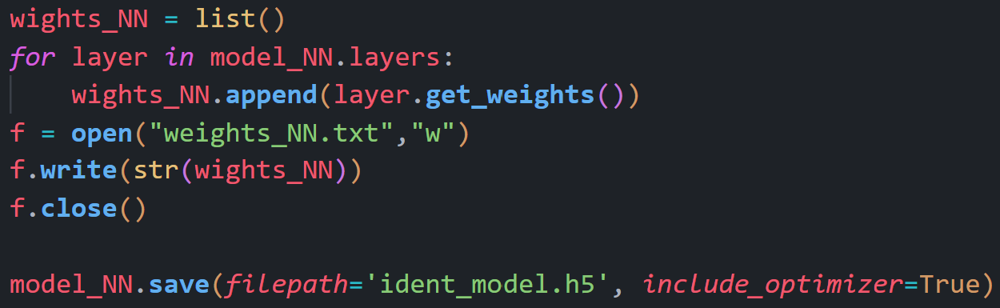 wights_NN = list()
for layer in model_NN.layers:
    wights_NN.append(layer.get_weights())
f = open("weights_NN.txt","w")
f.write(str(wights_NN))
f.close()
model_NN.save(filepath='ident_model.h5', include_optimizer=True)